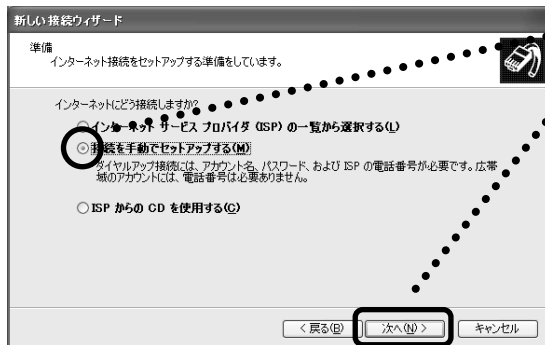 新しい接続ウィザード
準備
インターネット接続をセットアップする準備をしています。
インターネットにどう接続しますか?
インターネット サービス プロバイダ (ISP) の一覧から選択する(L)
接続を手動でセットアップする(M)
ダイヤルアップ接続には、アカウント名、パスワード、および ISP の電話番号が必要です。広帯
域のアカウントには、電話番号は必要ありません。
ISP からの CD を使用する(C)
< 戻る(B) 次へ(N) > キャンセル